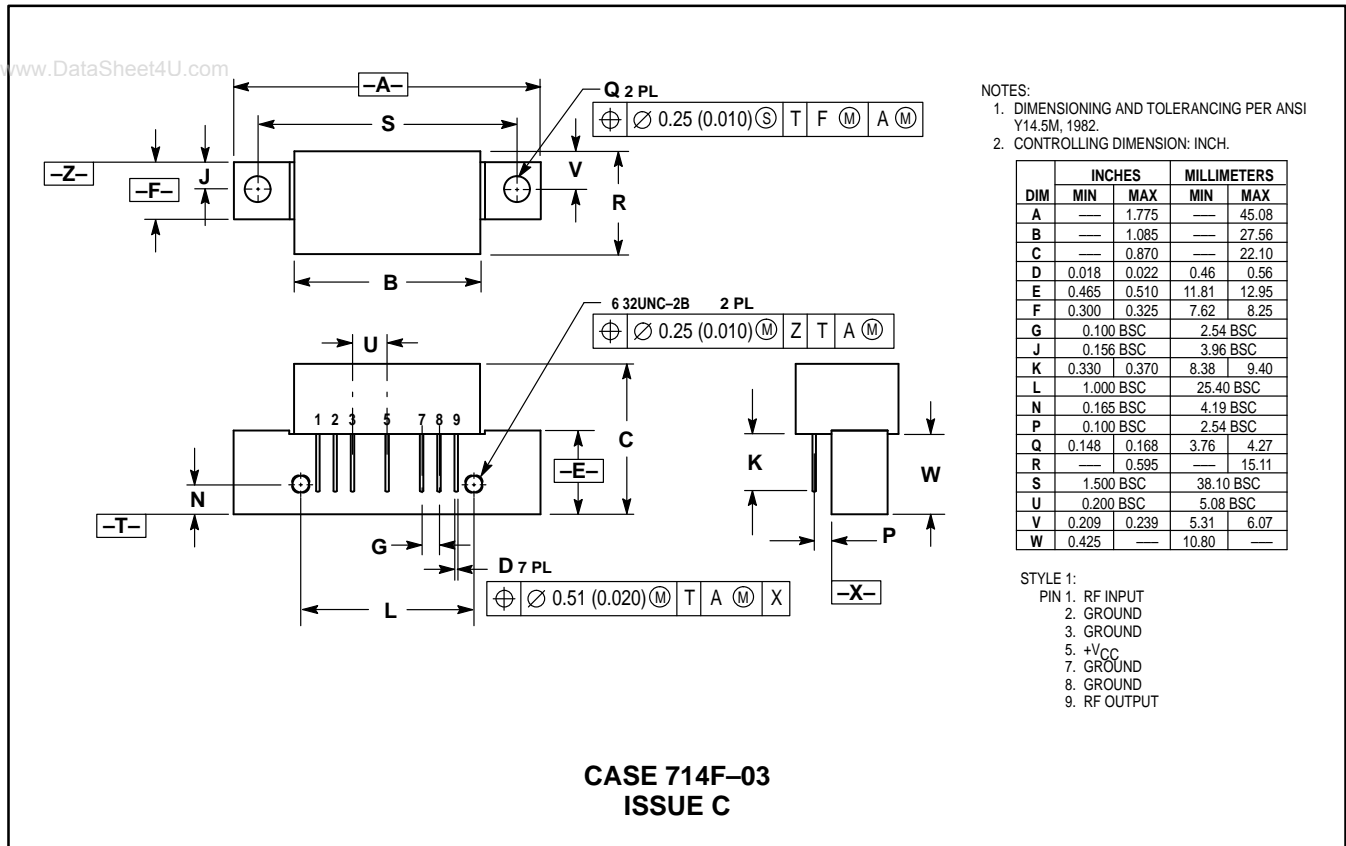 www.DataSheet4U.com
–A–
S
Q 2 PL
⌖ ∅ 0.25 (0.010) Ⓢ T F Ⓜ A Ⓜ
–Z–
–F–
J
V
R
B
6 32UNC–2B 2 PL
⌖ ∅ 0.25 (0.010) Ⓜ Z T A Ⓜ
U
1 2 3 5 7 8 9
C
–E–
N
–T–
G
D 7 PL
L
⌖ ∅ 0.51 (0.020) Ⓜ T A Ⓜ X
K
W
P
–X–
NOTES:
1. DIMENSIONING AND TOLERANCING PER ANSI
Y14.5M, 1982.
2. CONTROLLING DIMENSION: INCH.
INCHES MILLIMETERS
DIM MIN MAX MIN MAX
A ––– 1.775 ––– 45.08
B ––– 1.085 ––– 27.56
C ––– 0.870 ––– 22.10
D 0.018 0.022 0.46 0.56
E 0.465 0.510 11.81 12.95
F 0.300 0.325 7.62 8.25
G 0.100 BSC 2.54 BSC
J 0.156 BSC 3.96 BSC
K 0.330 0.370 8.38 9.40
L 1.000 BSC 25.40 BSC
N 0.165 BSC 4.19 BSC
P 0.100 BSC 2.54 BSC
Q 0.148 0.168 3.76 4.27
R ––– 0.595 ––– 15.11
S 1.500 BSC 38.10 BSC
U 0.200 BSC 5.08 BSC
V 0.209 0.239 5.31 6.07
W 0.425 ––– 10.80 –––
STYLE 1:
PIN 1. RF INPUT
2. GROUND
3. GROUND
5. +VCC
7. GROUND
8. GROUND
9. RF OUTPUT
CASE 714F–03
ISSUE C